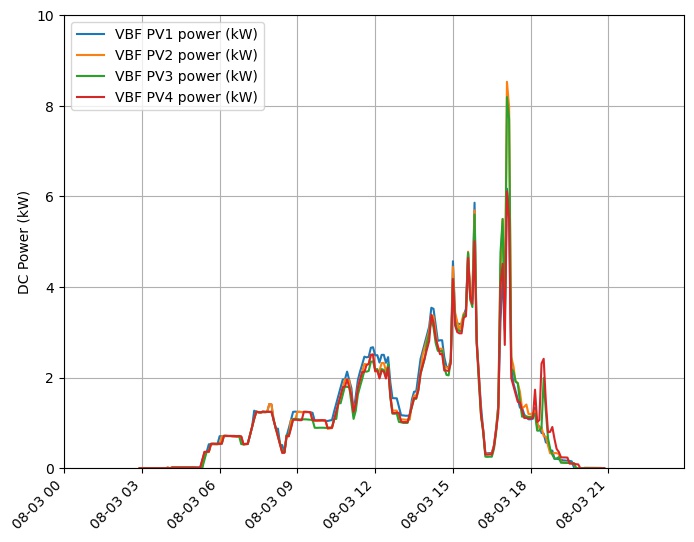 VBF PV1 power (kW)
VBF PV2 power (kW)
VBF PV3 power (kW)
VBF PV4 power (kW)
DC Power (kW)
10
8
6
4
2
0
08-03 00
08-03 03
08-03 06
08-03 09
08-03 12
08-03 15
08-03 18
08-03 21